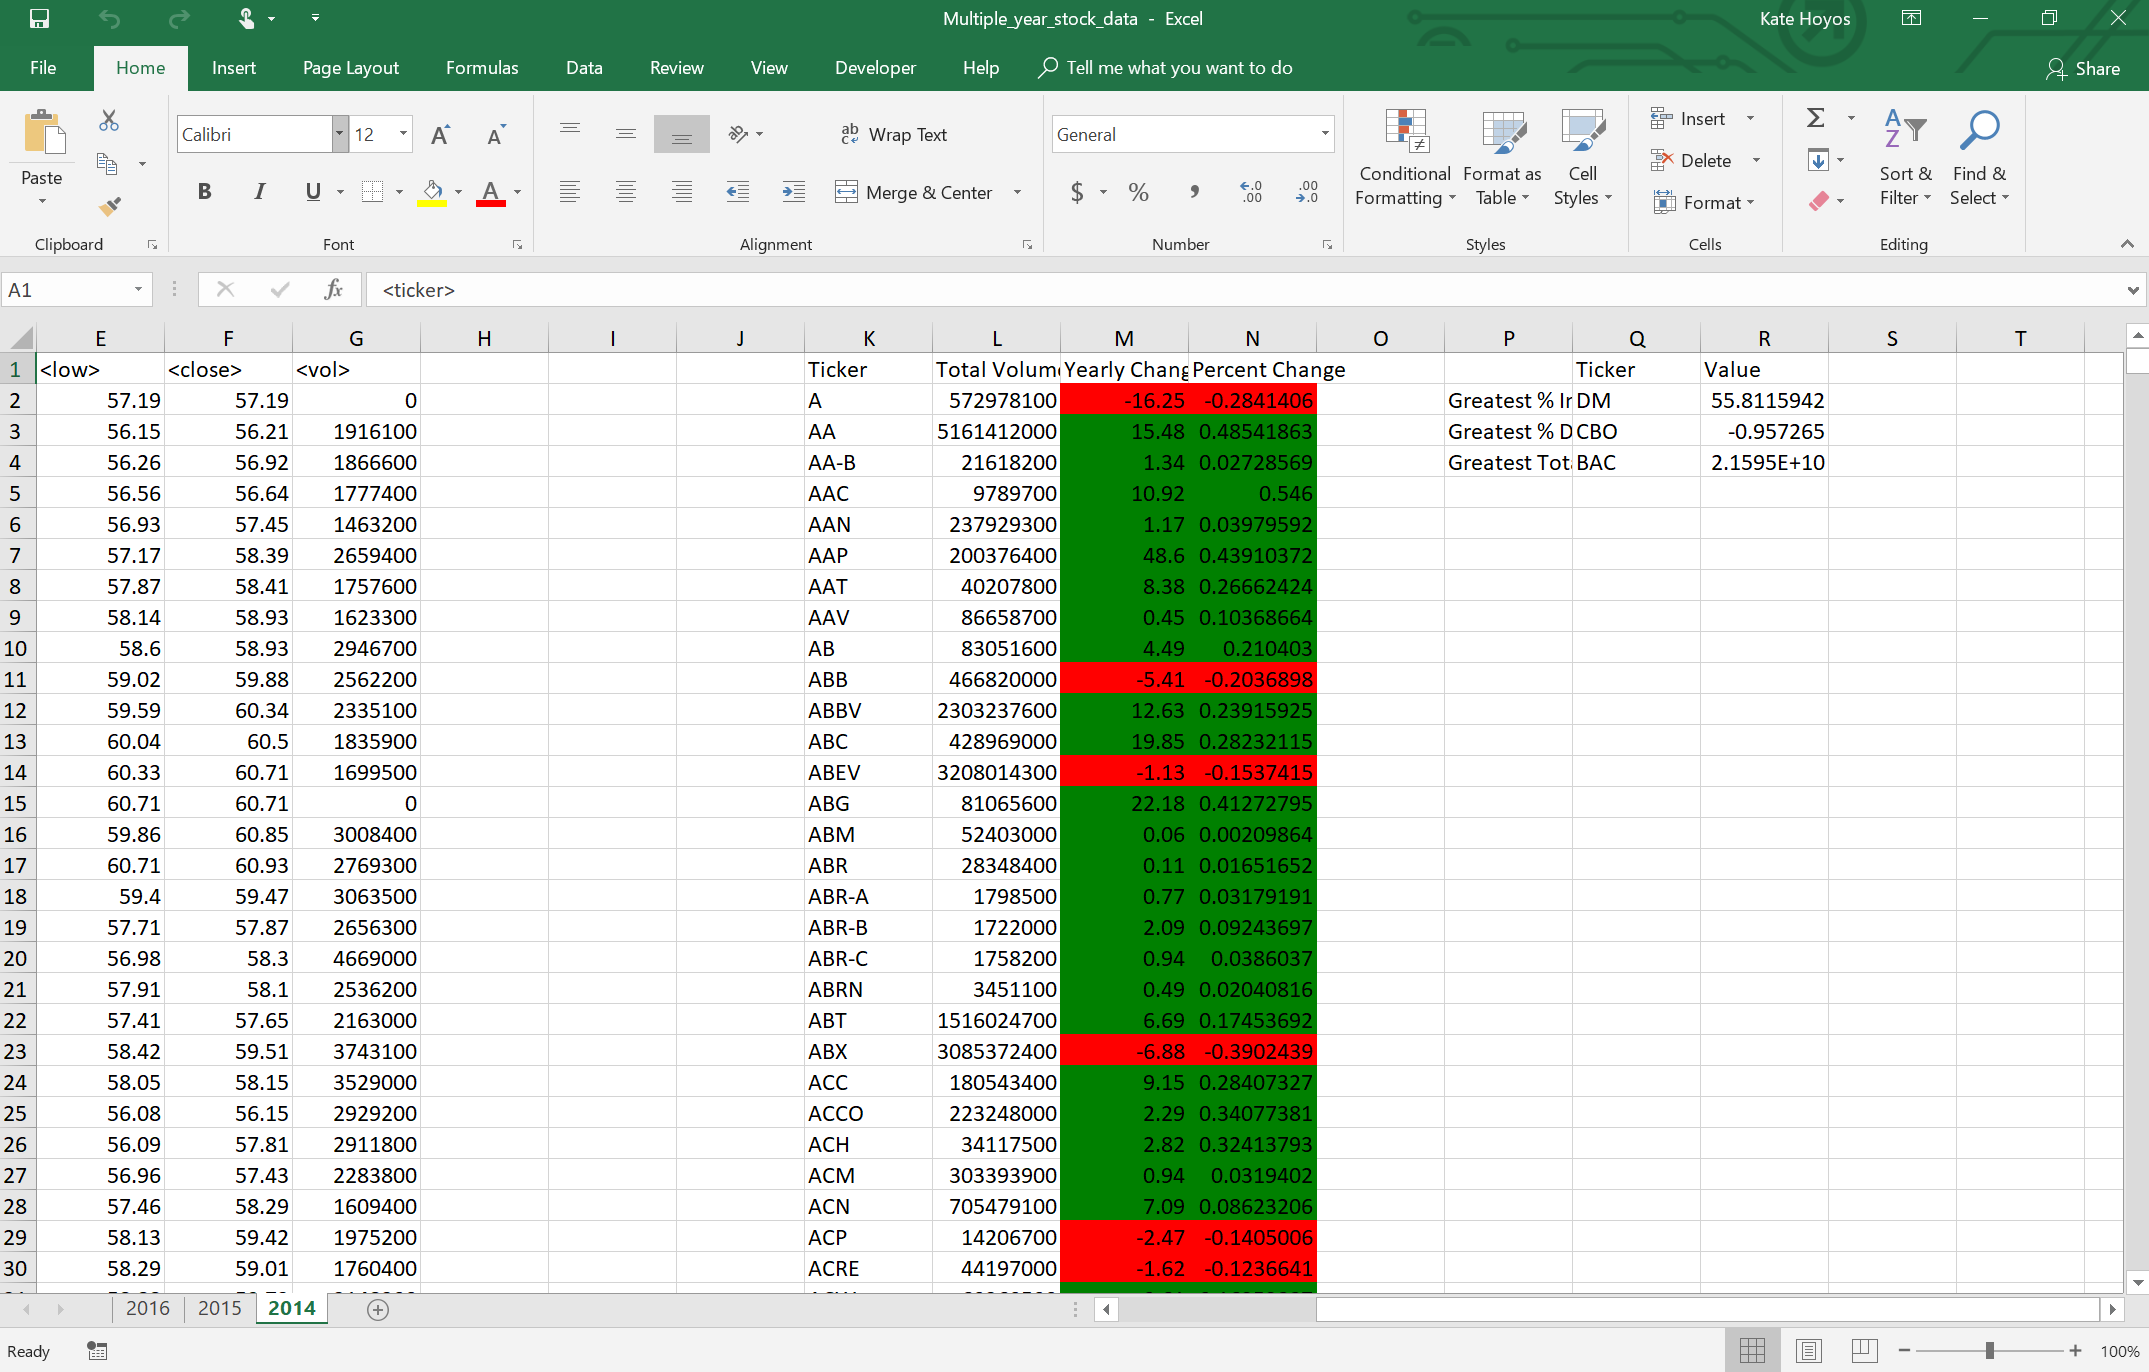 Multiple_year_stock_data - Excel
Kate Hoyos
File Home Insert Page Layout Formulas Data Review View Developer Help Tell me what you want to do Share
Paste
Clipboard
Calibri 12
B I U A
Font
Wrap Text
Merge & Center
Alignment
General
$ % ,
Number
Conditional Formatting
Format as Table
Cell Styles
Styles
Insert
Delete
Format
Cells
Sort & Filter
Find & Select
Editing
A1 fx <ticker>
E F G H I J K L M N O P Q R S T
1 <low> <close> <vol> Ticker Total Volum Yearly Chang Percent Change Ticker Value
2 57.19 57.19 0 A 572978100 -16.25 -0.2841406 Greatest % In DM 55.8115942
3 56.15 56.21 1916100 AA 5161412000 15.48 0.48541863 Greatest % D CBO -0.957265
4 56.26 56.92 1866600 AA-B 21618200 1.34 0.02728569 Greatest Tot BAC 2.1595E+10
5 56.56 56.64 1777400 AAC 9789700 10.92 0.546
6 56.93 57.45 1463200 AAN 237929300 1.17 0.03979592
7 57.17 58.39 2659400 AAP 200376400 48.6 0.43910372
8 57.87 58.41 1757600 AAT 40207800 8.38 0.26662424
9 58.14 58.93 1623300 AAV 86658700 0.45 0.10368664
10 58.6 58.93 2946700 AB 83051600 4.49 0.210403
11 59.02 59.88 2562200 ABB 466820000 -5.41 -0.2036898
12 59.59 60.34 2335100 ABBV 2303237600 12.63 0.23915925
13 60.04 60.5 1835900 ABC 428969000 19.85 0.28232115
14 60.33 60.71 1699500 ABEV 3208014300 -1.13 -0.1537415
15 60.71 60.71 0 ABG 81065600 22.18 0.41272795
16 59.86 60.85 3008400 ABM 52403000 0.06 0.00209864
17 60.71 60.93 2769300 ABR 28348400 0.11 0.01651652
18 59.4 59.47 3063500 ABR-A 1798500 0.77 0.03179191
19 57.71 57.87 2656300 ABR-B 1722000 2.09 0.09243697
20 56.98 58.3 4669000 ABR-C 1758200 0.94 0.0386037
21 57.91 58.1 2536200 ABRN 3451100 0.49 0.02040816
22 57.41 57.65 2163000 ABT 1516024700 6.69 0.17453692
23 58.42 59.51 3743100 ABX 3085372400 -6.88 -0.3902439
24 58.05 58.15 3529000 ACC 180543400 9.15 0.28407327
25 56.08 56.15 2929200 ACCO 223248000 2.29 0.34077381
26 56.09 57.81 2911800 ACH 34117500 2.82 0.32413793
27 56.96 57.43 2283800 ACM 303393900 0.94 0.0319402
28 57.46 58.29 1609400 ACN 705479100 7.09 0.08623206
29 58.13 59.42 1975200 ACP 14206700 -2.47 -0.1405006
30 58.29 59.01 1760400 ACRE 44197000 -1.62 -0.1236641
2016 2015 2014
Ready 100%